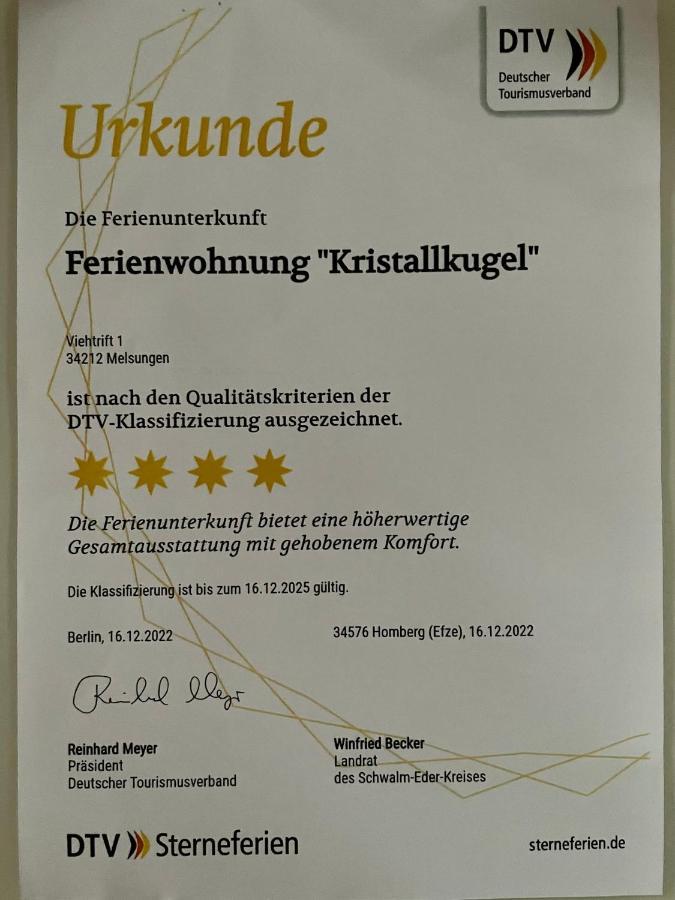 DTV
Deutscher
Tourismusverband
Urkunde
Die Ferienunterkunft
Ferienwohnung "Kristallkugel"
Viehtrift 1
34212 Melsungen
ist nach den Qualitätskriterien der
DTV-Klassifizierung ausgezeichnet.
Die Ferienunterkunft bietet eine höherwertige
Gesamtausstattung mit gehobenem Komfort.
Die Klassifizierung ist bis zum 16.12.2025 gültig.
Berlin, 16.12.2022
34576 Homberg (Efze), 16.12.2022
Reinhard Meyer
Reinhard Meyer
Präsident
Deutscher Tourismusverband
Winfried Becker
Landrat
des Schwalm-Eder-Kreises
DTV Sterneferien
sterneferien.de